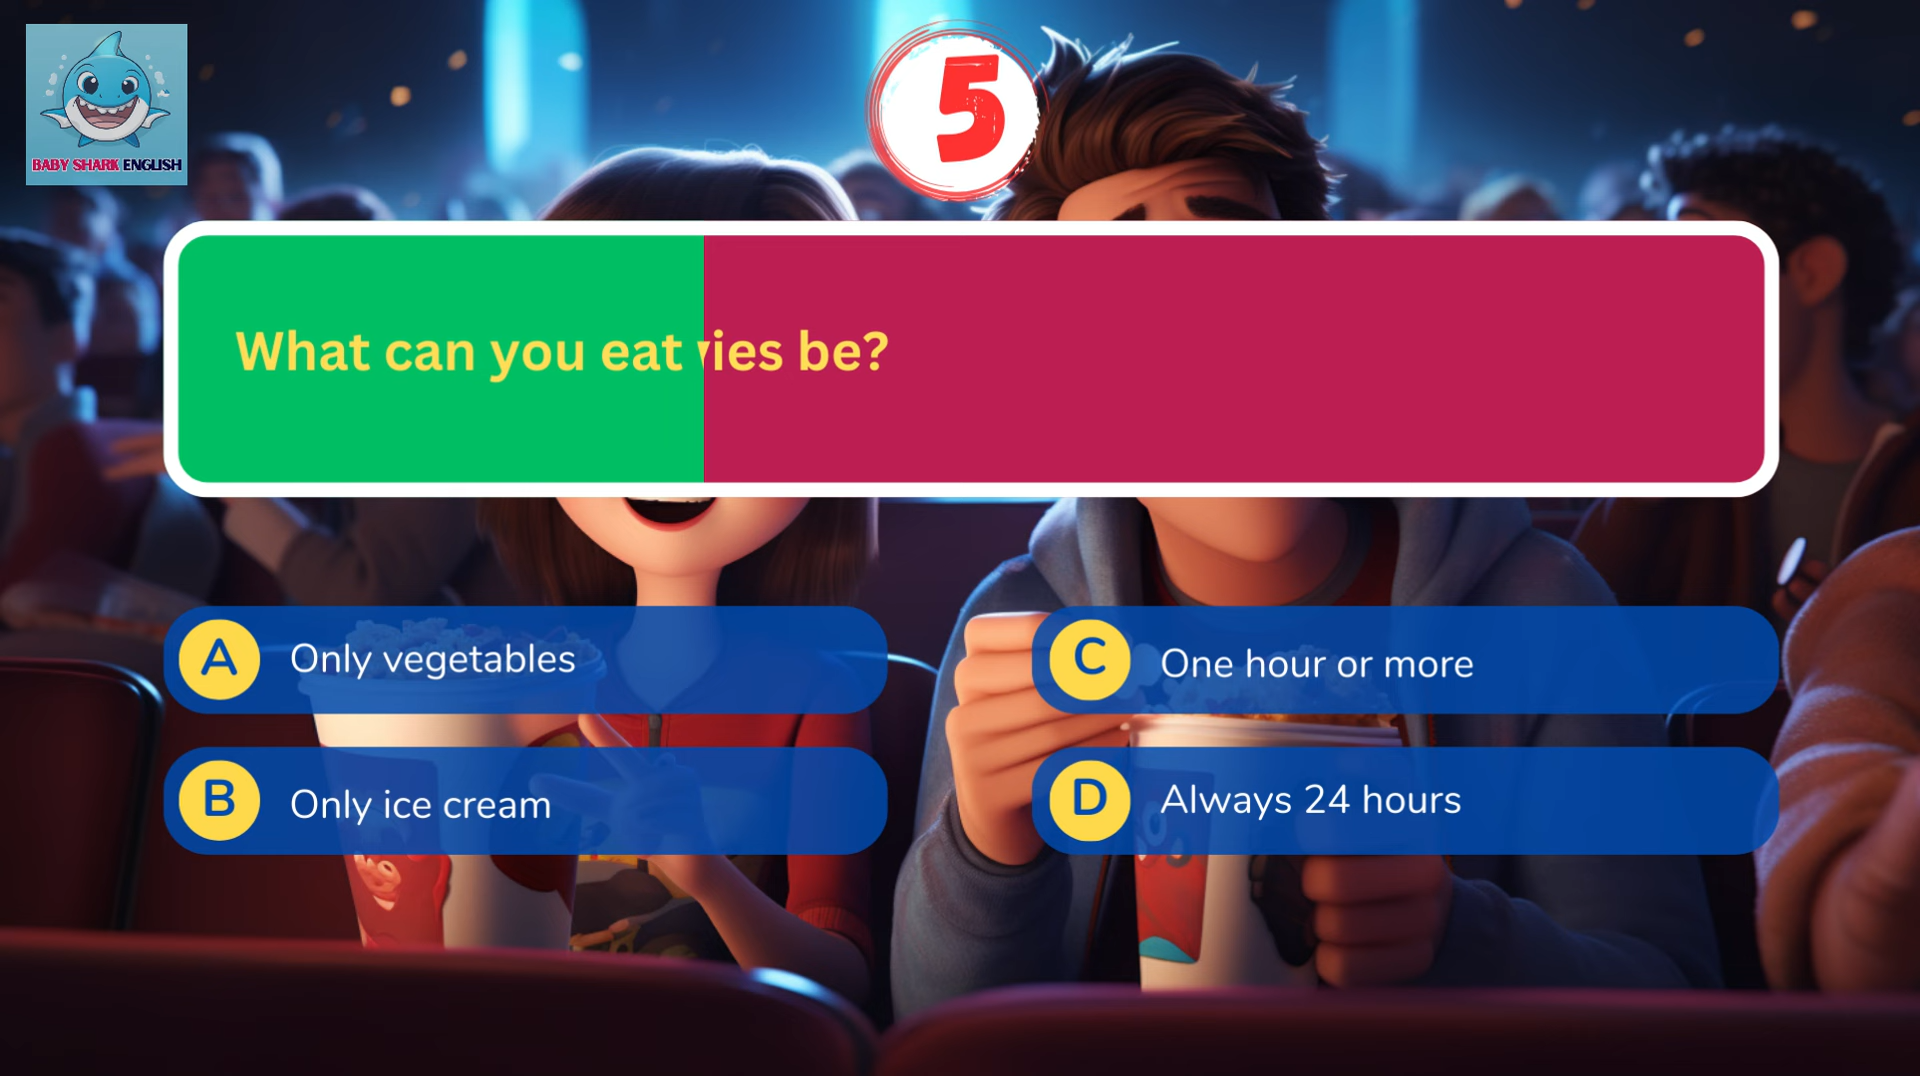 BABY SHARK ENGLISH
5
What can you eat vies be?
A Only vegetables
B Only ice cream
C One hour or more
D Always 24 hours